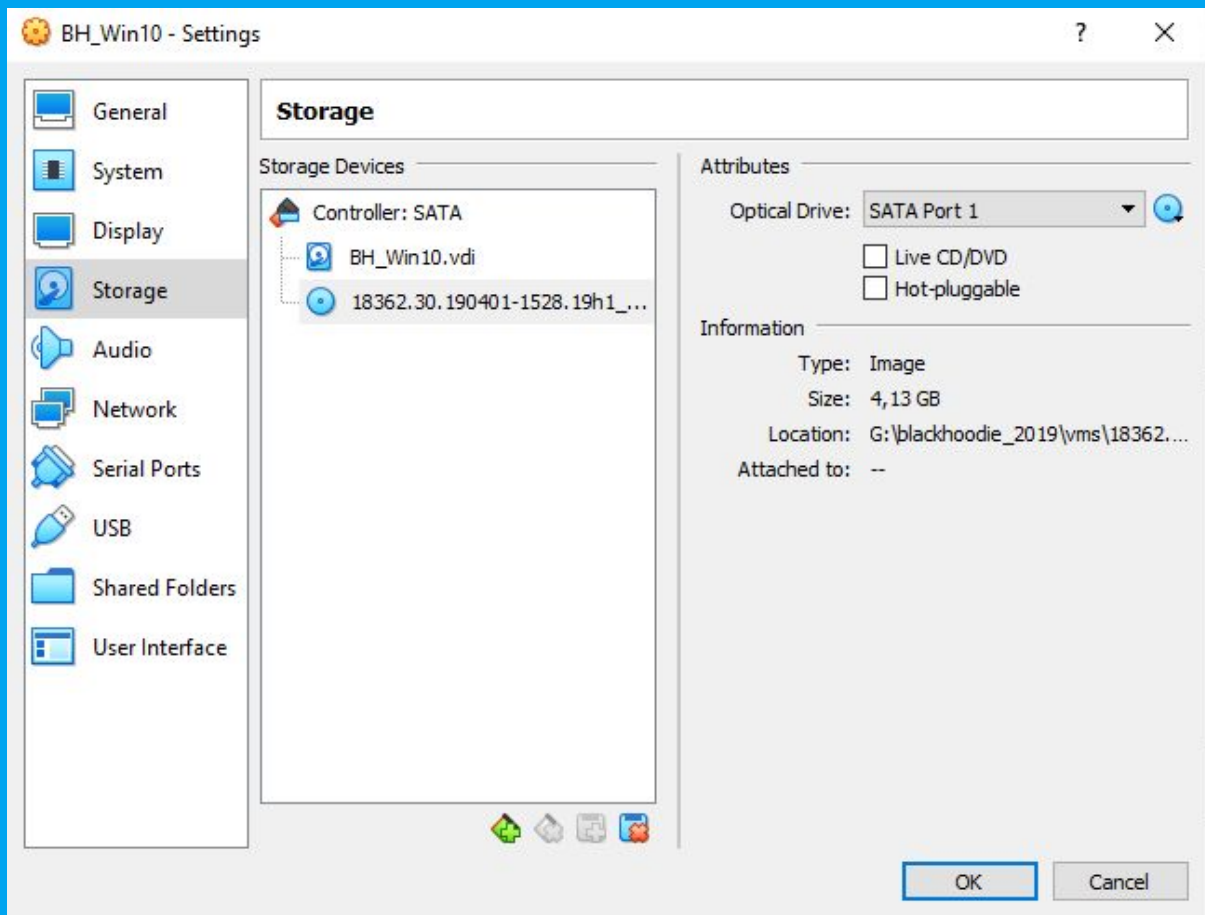 BH_Win10 - Settings
?
General
System
Display
Storage
Audio
Network
Serial Ports
USB
Shared Folders
User Interface
Storage
Storage Devices
Controller: SATA
BH_Win10.vdi
18362.30.190401-1528.19h1_...
Attributes
Optical Drive: SATA Port 1
Live CD/DVD
Hot-pluggable
Information
Type: Image
Size: 4,13 GB
Location: G:\blackhoodie_2019\vms\18362....
Attached to: --
OK
Cancel